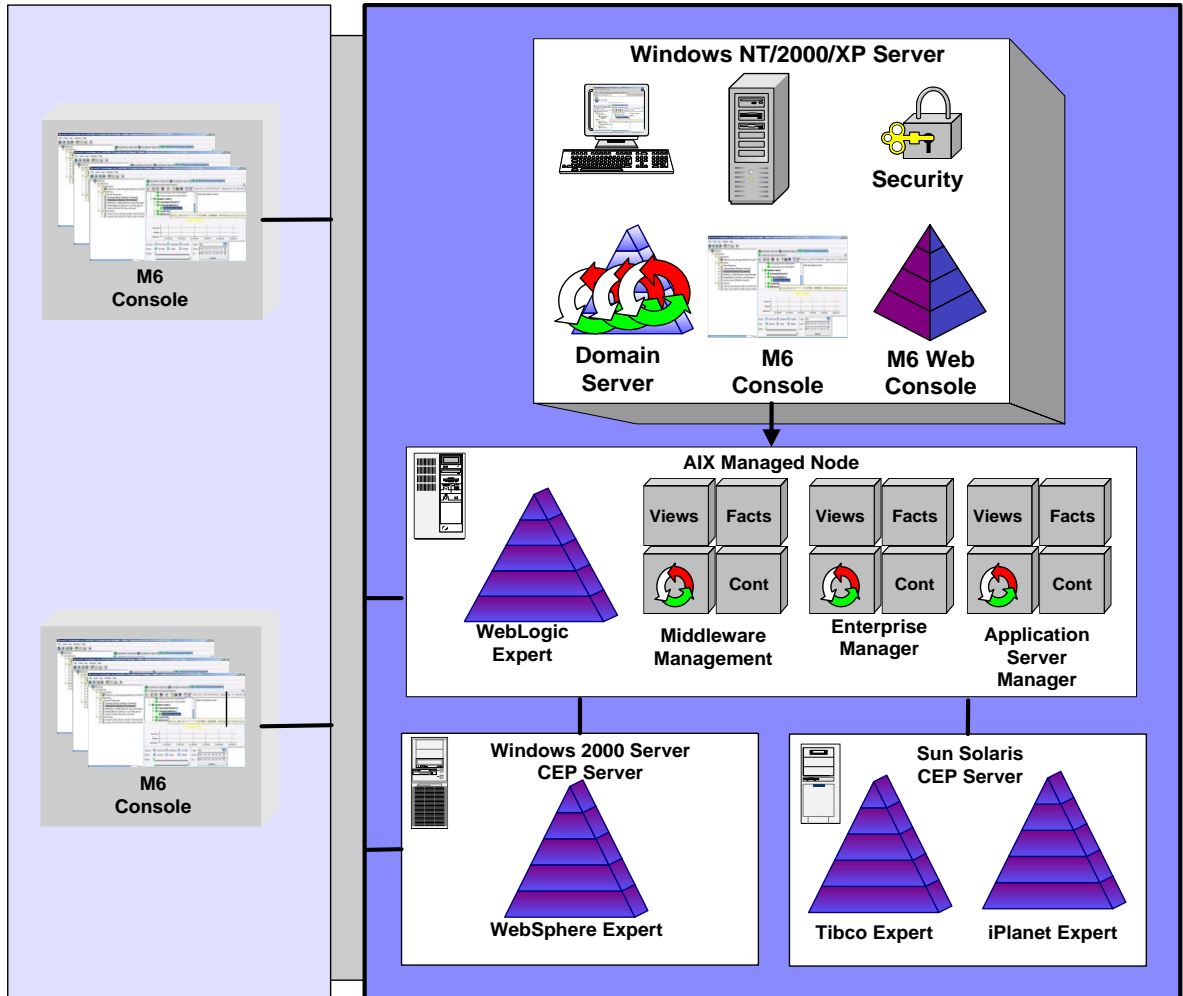 Windows NT/2000/XP Server
Security
M6
Console
Domain
Server
M6
Console
M6 Web
Console
AIX Managed Node
Views
Facts
Views
Facts
Views
Facts
Cont
Cont
Cont
WebLogic
Expert
Middleware
Management
Enterprise
Manager
Application
Server
Manager
M6
Console
Windows 2000 Server
CEP Server
WebSphere Expert
Sun Solaris
CEP Server
Tibco Expert
iPlanet Expert